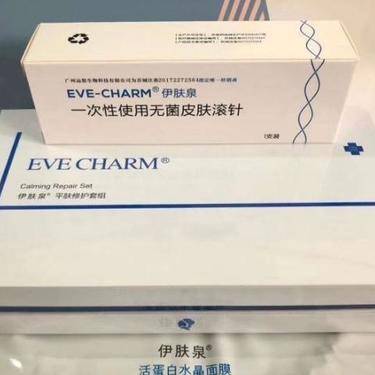 EVE-CHARM® 伊肤泉
一次性使用无菌皮肤滚针
1支装
EVE CHARM®
Calming Repair Set
伊肤泉® 平肤修护套组
伊肤泉®
活蛋白水晶面膜